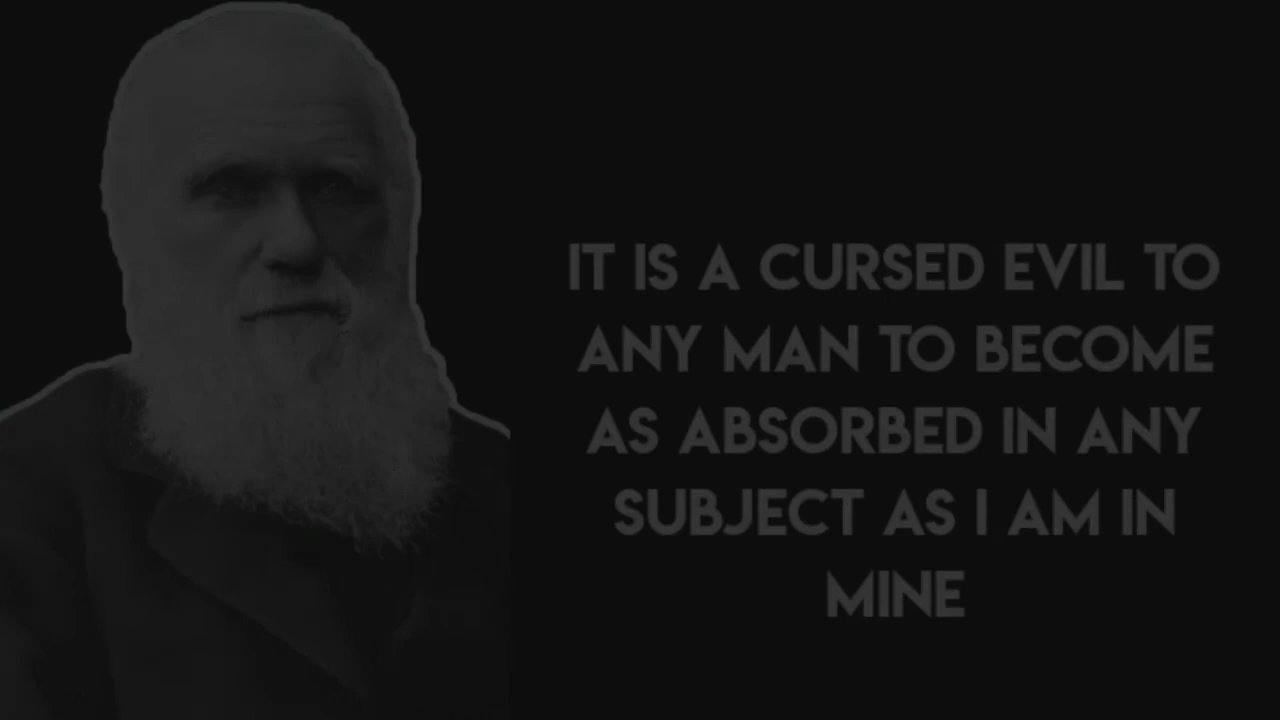 IT IS A CURSED EVIL TO
ANY MAN TO BECOME
AS ABSORBED IN ANY
SUBJECT AS I AM IN
MINE